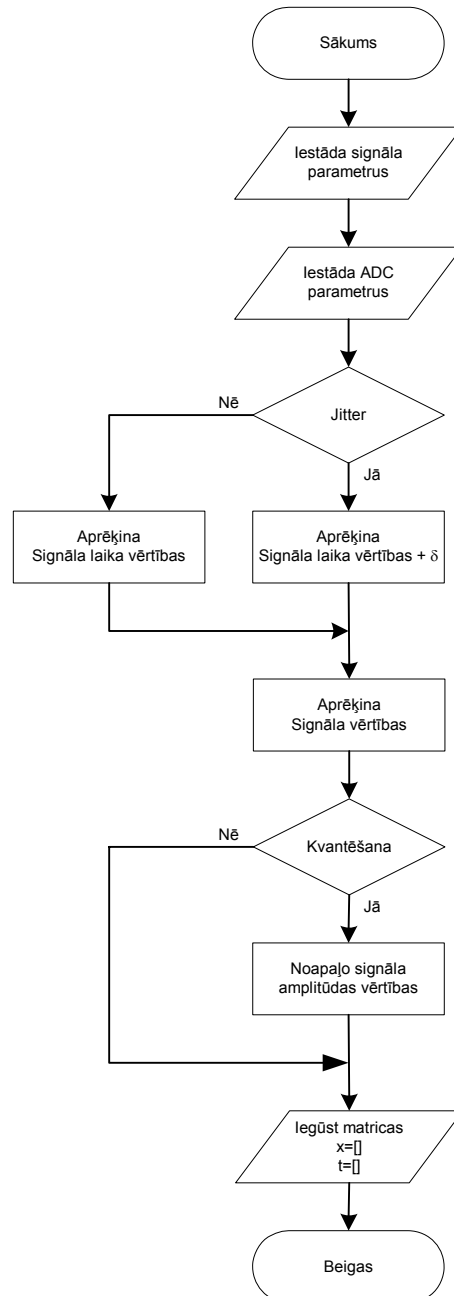 Sākums
Iestāda signāla
parametrus
Iestāda ADC
parametrus
Nē
Jitter
Jā
Aprēķina
Signāla laika vērtības
Aprēķina
Signāla laika vērtības + δ
Aprēķina
Signāla vērtības
Nē
Kvantēšana
Jā
Noapaļo signāla
amplitūdas vērtības
Iegūst matricas
x=[]
t=[]
Beigas